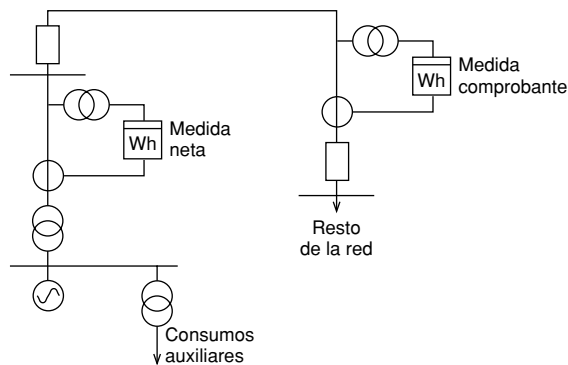 Wh
Medida
comprobante
Wh
Medida
neta
Resto
de la red
Consumos
auxiliares